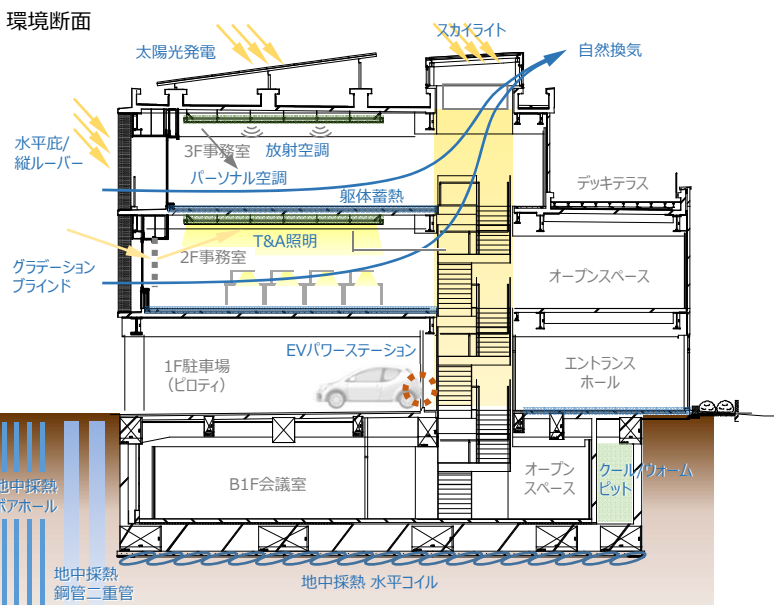 環境断面
スカイライト
太陽光発電
自然換気
水平庇/
縦ルーバー
3F事務室
放射空調
パーソナル空調
躯体蓄熱
デッキテラス
T&A照明
2F事務室
グラデーション
ブラインド
オープンスペース
EVパワーステーション
1F駐車場
（ピロティ）
エントランス
ホール
地中採熱
ボアホール
B1F会議室
オープン
スペース
クール/ウォーム
ピット
地中採熱
鋼管二重管
地中採熱 水平コイル